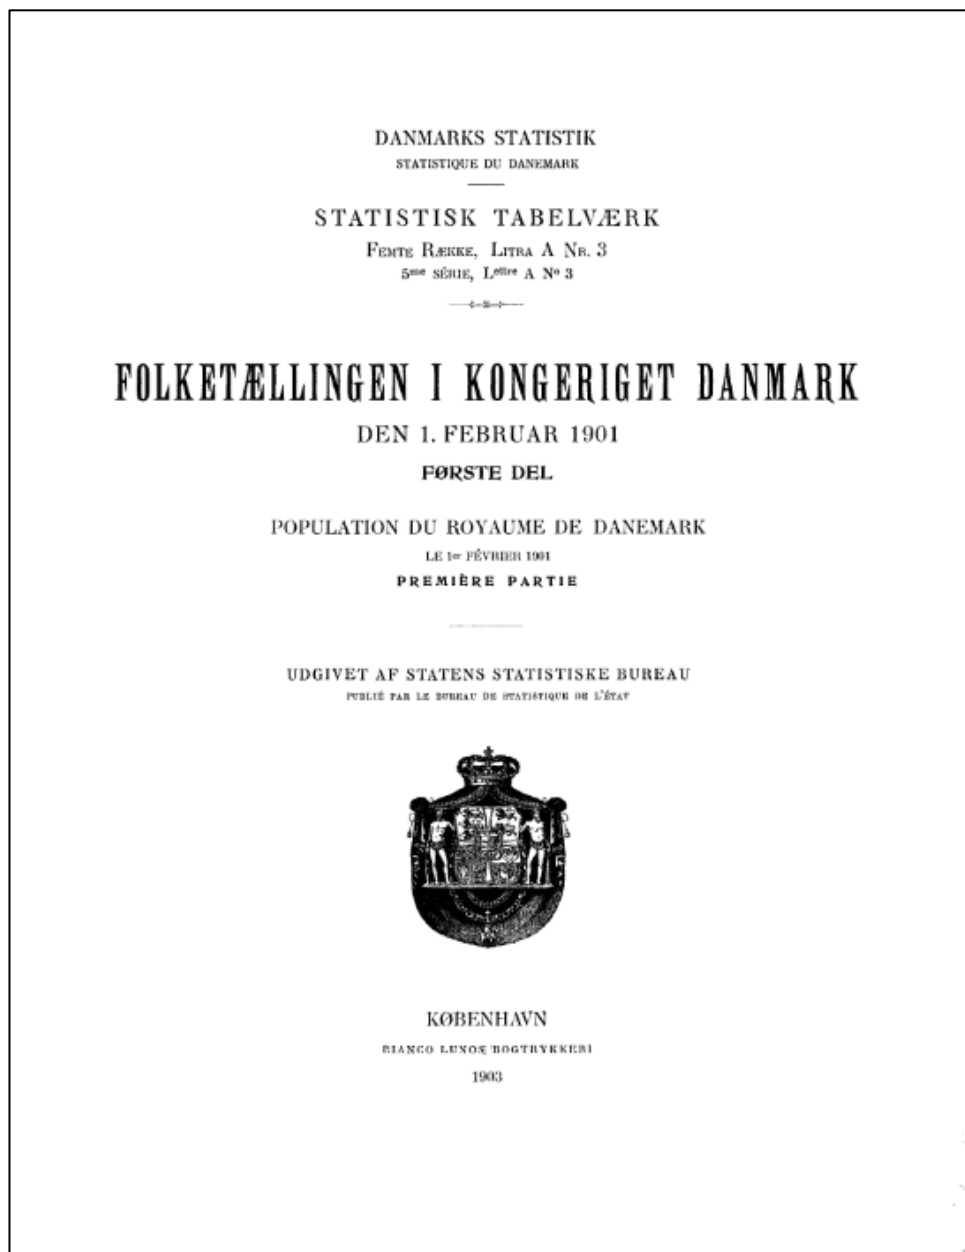 DANMARKS STATISTIK
STATISTIQUE DU DANEMARK
STATISTISK TABELVÆRK
FEMTE RÆKKE, LITRA A NR. 3
5me SÉRIE, Lettre A No 3
FOLKETÆLLINGEN I KONGERIGET DANMARK
DEN 1. FEBRUAR 1901
FØRSTE DEL
POPULATION DU ROYAUME DE DANEMARK
LE 1er FÉVRIER 1901
PREMIÈRE PARTIE
UDGIVET AF STATENS STATISTISKE BUREAU
PUBLIÉ PAR LE BUREAU DE STATISTIQUE DE L'ÉTAT
KØBENHAVN
BIANCO LUNOS BOGTRYKKERI
1903